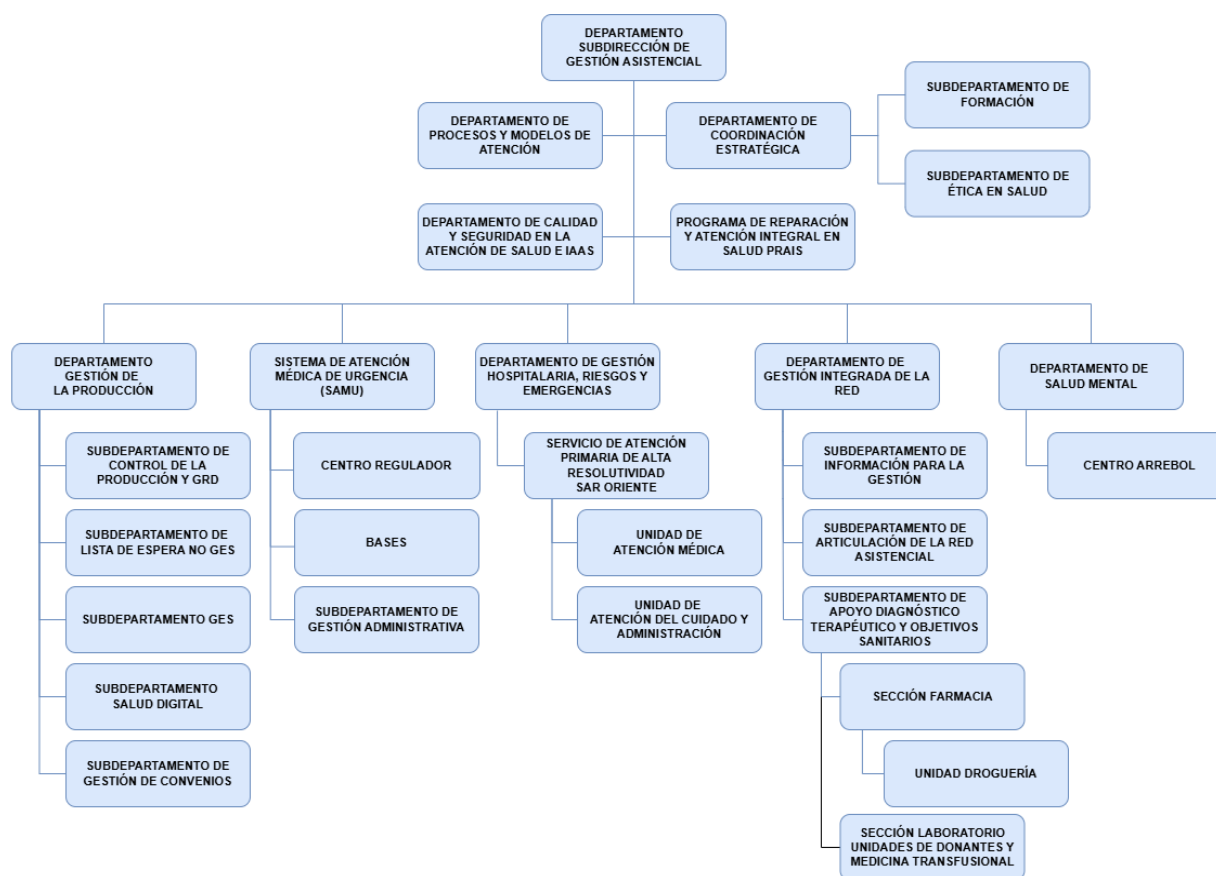 DEPARTAMENTO
SUBDIRECCIÓN DE
GESTIÓN ASISTENCIAL
DEPARTAMENTO DE
PROCESOS Y MODELOS DE
ATENCIÓN
DEPARTAMENTO DE
COORDINACIÓN
ESTRATÉGICA
SUBDEPARTAMENTO DE
FORMACIÓN
SUBDEPARTAMENTO DE
ÉTICA EN SALUD
DEPARTAMENTO DE CALIDAD
Y SEGURIDAD EN LA
ATENCIÓN DE SALUD E IAAS
PROGRAMA DE REPARACIÓN
Y ATENCIÓN INTEGRAL EN
SALUD PRAIS
DEPARTAMENTO
GESTIÓN DE
LA PRODUCCIÓN
SUBDEPARTAMENTO DE
CONTROL DE LA
PRODUCCIÓN Y GRD
SUBDEPARTAMENTO DE
LISTA DE ESPERA NO GES
SUBDEPARTAMENTO GES
SUBDEPARTAMENTO
SALUD DIGITAL
SUBDEPARTAMENTO DE
GESTIÓN DE CONVENIOS
SISTEMA DE ATENCIÓN
MÉDICA DE URGENCIA
(SAMU)
CENTRO REGULADOR
BASES
SUBDEPARTAMENTO DE
GESTIÓN ADMINISTRATIVA
DEPARTAMENTO DE GESTIÓN
HOSPITALARIA, RIESGOS Y
EMERGENCIAS
SERVICIO DE ATENCIÓN
PRIMARIA DE ALTA
RESOLUTIVIDAD
SAR ORIENTE
UNIDAD DE
ATENCIÓN MÉDICA
UNIDAD DE
ATENCIÓN DEL CUIDADO Y
ADMINISTRACIÓN
DEPARTAMENTO DE
GESTIÓN INTEGRADA DE LA
RED
SUBDEPARTAMENTO DE
INFORMACIÓN PARA LA
GESTIÓN
SUBDEPARTAMENTO DE
ARTICULACIÓN DE LA RED
ASISTENCIAL
SUBDEPARTAMENTO DE
APOYO DIAGNÓSTICO
TERAPÉUTICO Y OBJETIVOS
SANITARIOS
SECCIÓN FARMACIA
UNIDAD DROGUERÍA
SECCIÓN LABORATORIO
UNIDADES DE DONANTES Y
MEDICINA TRANSFUSIONAL
DEPARTAMENTO DE
SALUD MENTAL
CENTRO ARREBOL